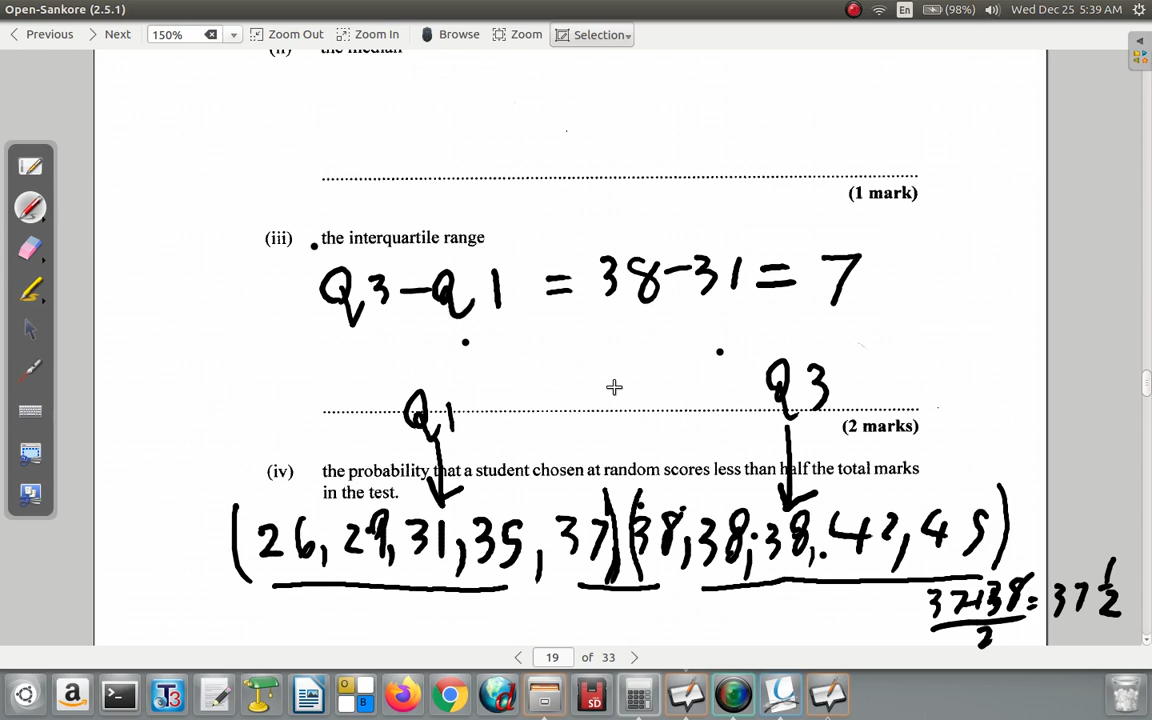 Open-Sankore (2.5.1)
En (98%) Wed Dec 25 5:39 AM
Previous Next 150% Zoom Out Zoom In Browse Zoom Selection
(ii) the median
(1 mark)
(iii) the interquartile range
Q3-Q1 = 38-31 = 7
Q1 Q3
(2 marks)
(iv) the probability that a student chosen at random scores less than half the total marks
in the test.
(26, 29, 31, 35, 37)(38, 38, 38, 42, 45)
37+38 = 37 1/2
2
19 of 33